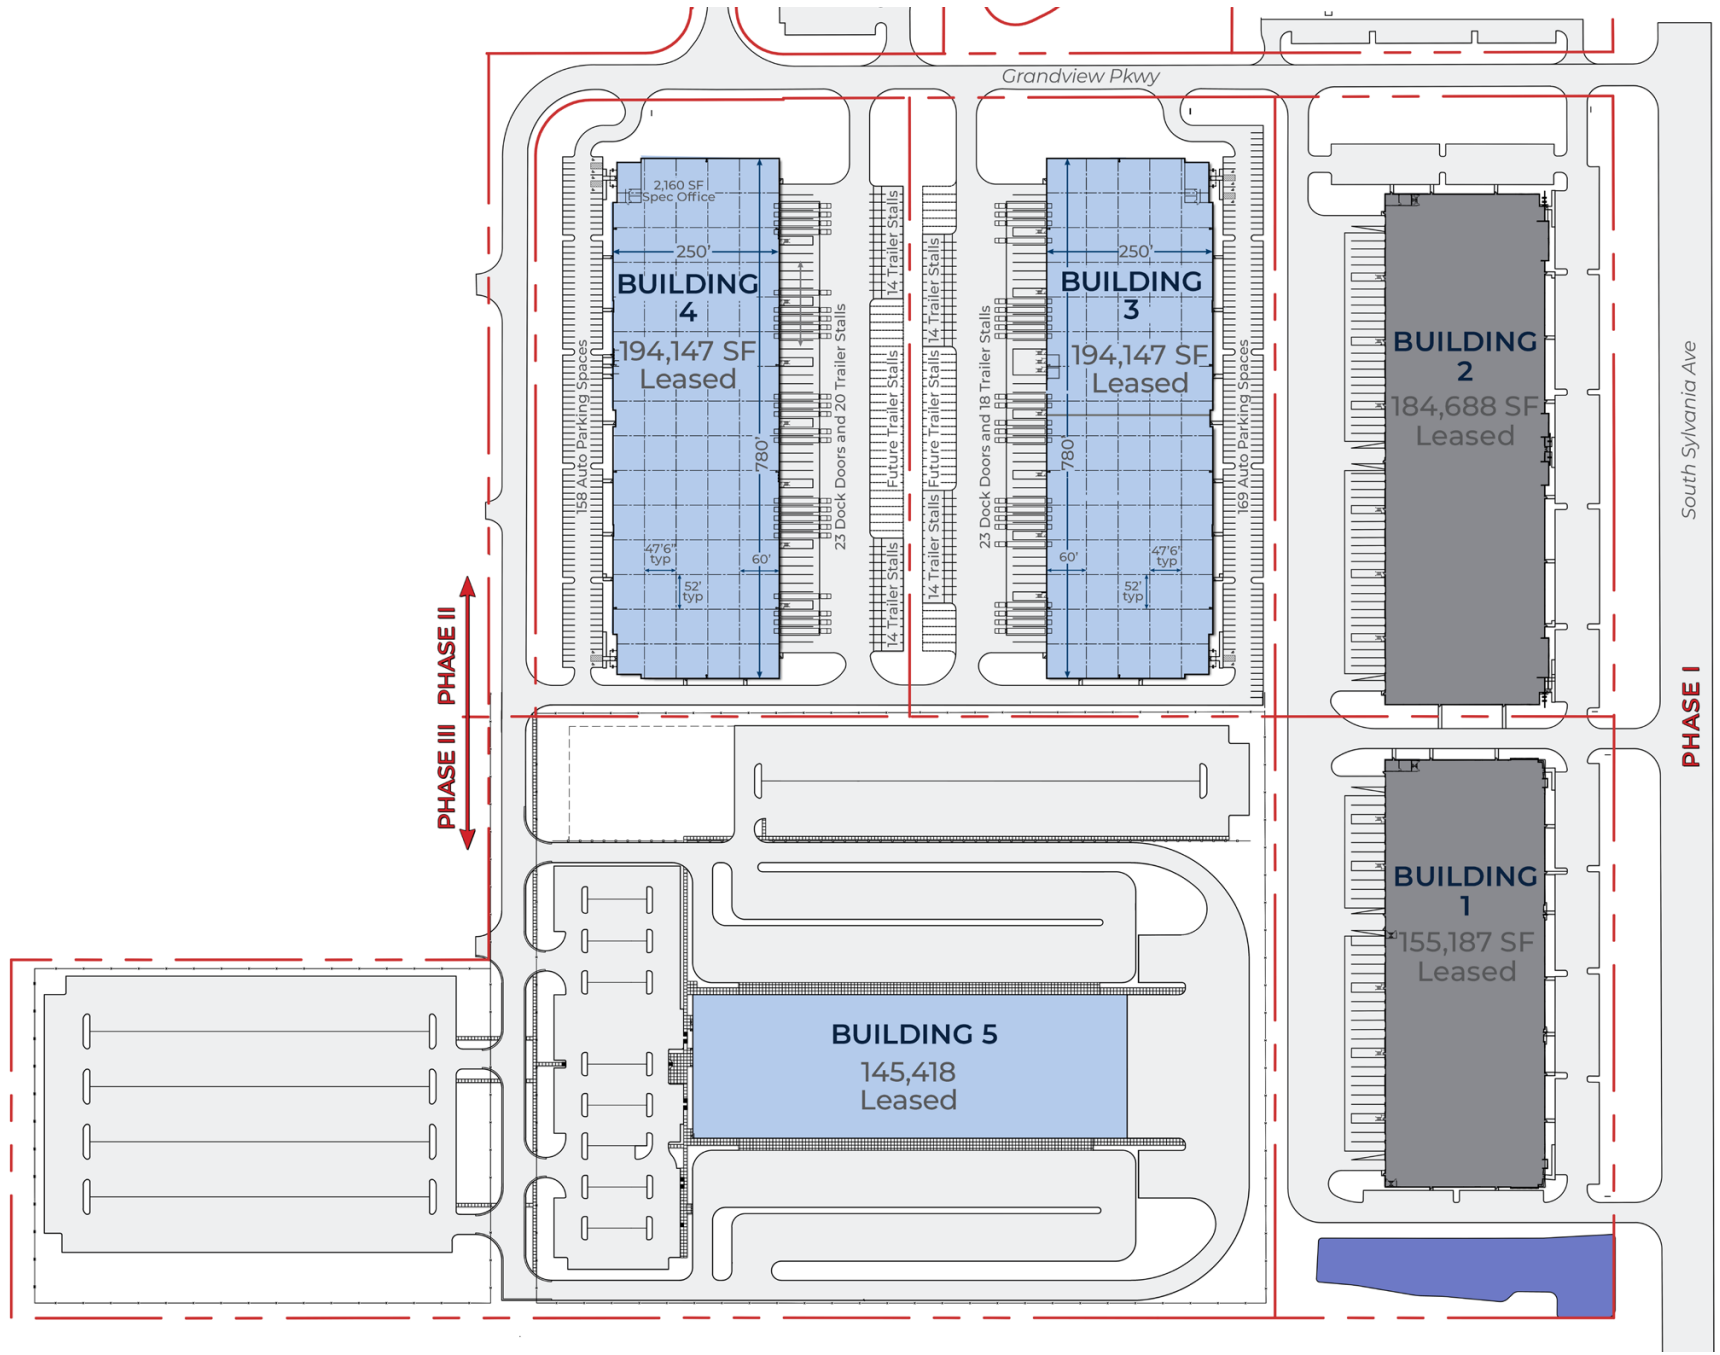 Grandview Pkwy
2,160 SF
Spec Office
250'
BUILDING
4
194,147 SF
Leased
780'
47'6"
typ
60'
52'
typ
158 Auto Parking Spaces
23 Dock Doors and 20 Trailer Stalls
14 Trailer Stalls
Future Trailer Stalls
14 Trailer Stalls
14 Trailer Stalls
Future Trailer Stalls
14 Trailer Stalls
23 Dock Doors and 18 Trailer Stalls
250'
BUILDING
3
194,147 SF
Leased
780'
60'
47'6"
typ
52'
typ
169 Auto Parking Spaces
BUILDING
2
184,688 SF
Leased
South Sylvania Ave
PHASE II
PHASE III
PHASE I
BUILDING
1
155,187 SF
Leased
BUILDING 5
145,418
Leased